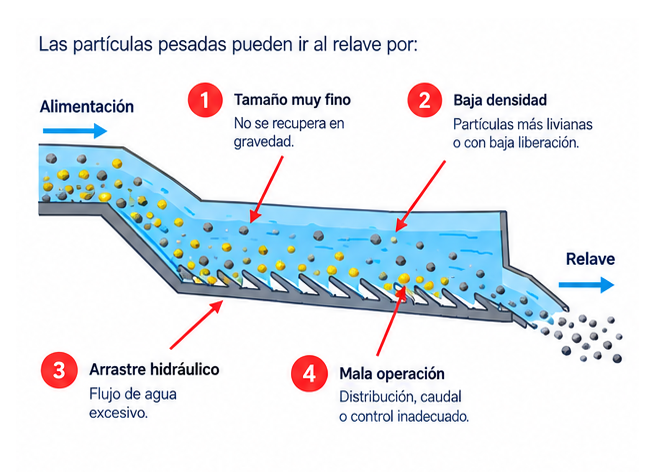 Las partículas pesadas pueden ir al relave por:
Alimentación
1
Tamaño muy fino
No se recupera en
gravedad.
2
Baja densidad
Partículas más livianas
o con baja liberación.
Relave
3
Arrastre hidráulico
Flujo de agua
excesivo.
4
Mala operación
Distribución, caudal
o control inadecuado.